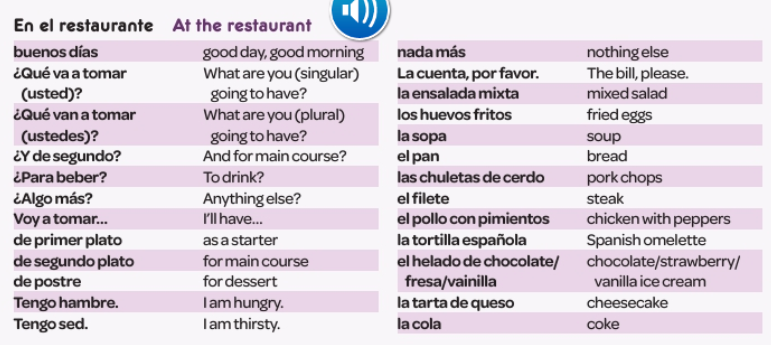 En el restaurante At the restaurant
buenos días good day, good morning
¿Qué va a tomar What are you (singular)
(usted)? going to have?
¿Qué van a tomar What are you (plural)
(ustedes)? going to have?
¿Y de segundo? And for main course?
¿Para beber? To drink?
¿Algo más? Anything else?
Voy a tomar... I'll have...
de primer plato as a starter
de segundo plato for main course
de postre for dessert
Tengo hambre. I am hungry.
Tengo sed. I am thirsty.
nada más nothing else
La cuenta, por favor. The bill, please.
la ensalada mixta mixed salad
los huevos fritos fried eggs
la sopa soup
el pan bread
las chuletas de cerdo pork chops
el filete steak
el pollo con pimientos chicken with peppers
la tortilla española Spanish omelette
el helado de chocolate/ chocolate/strawberry/
fresa/vainilla vanilla ice cream
la tarta de queso cheesecake
la cola coke